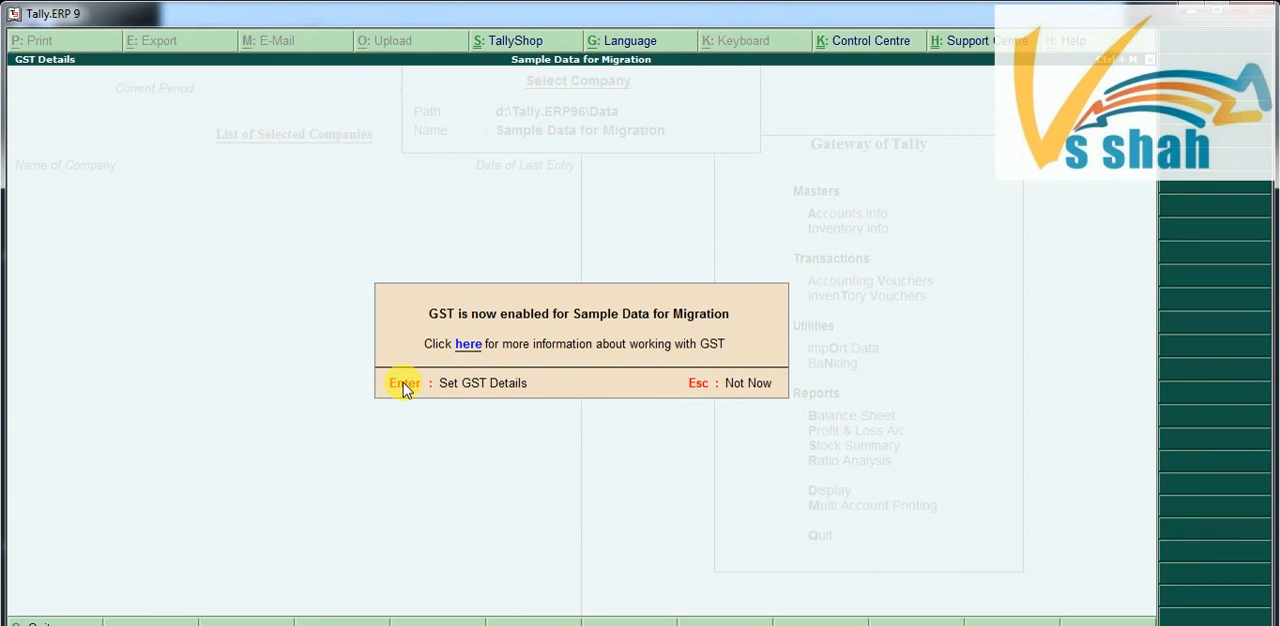 Tally.ERP 9
P: Print E: Export M: E-Mail O: Upload S: TallyShop G: Language K: Keyboard K: Control Centre H: Support Centre H: Help
GST Details Sample Data for Migration Ctrl + M
Current Period
Select Company
Path : d:\Tally.ERP96\Data
Name : Sample Data for Migration
List of Selected Companies
Name of Company Date of Last Entry
Gateway of Tally
Masters
Accounts Info
Inventory Info
Transactions
Accounting Vouchers
InvenTory Vouchers
Utilities
ImpOrt Data
BaNking
Reports
Balance Sheet
Profit & Loss A/c
Stock Summary
Ratio Analysis
Display
Multi Account Printing
Quit
GST is now enabled for Sample Data for Migration
Click here for more information about working with GST
Enter : Set GST Details Esc : Not Now
Vs shah